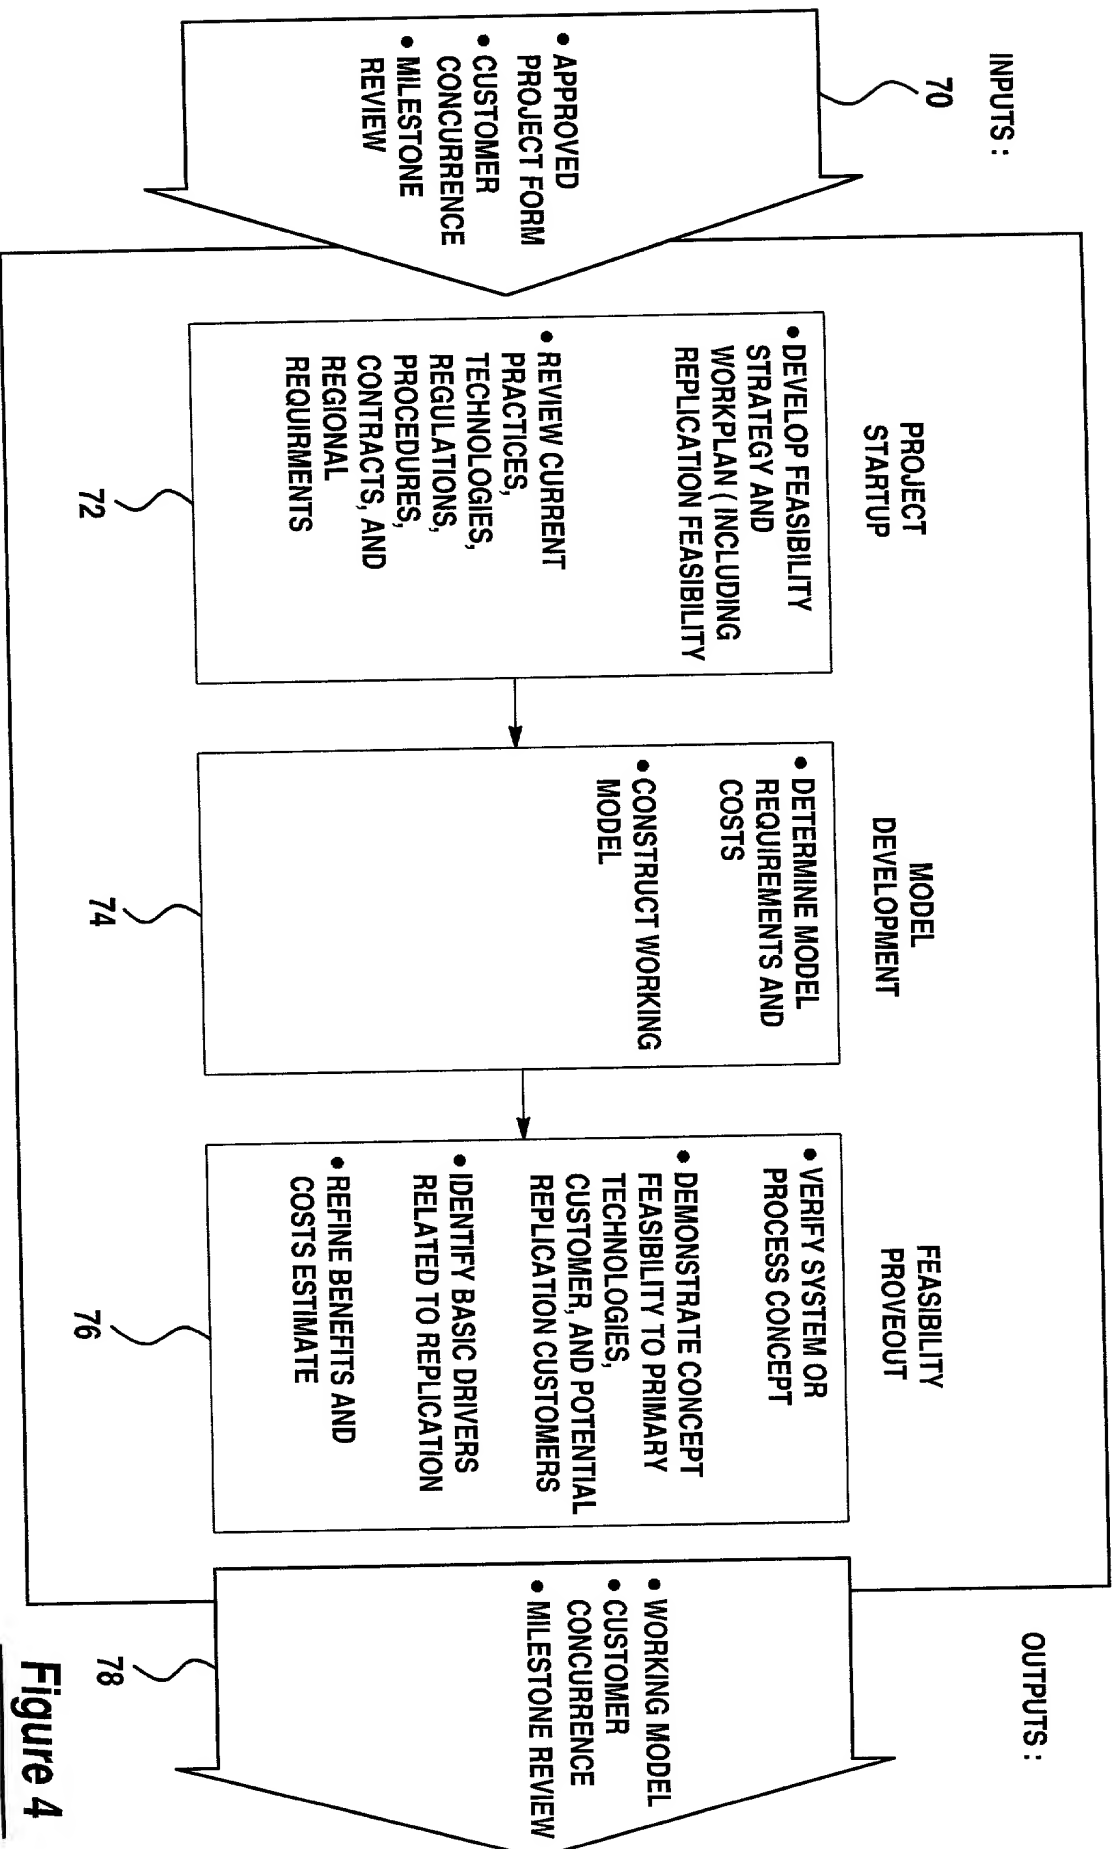 INPUTS :
70
• APPROVED
PROJECT FORM
• CUSTOMER
CONCURRENCE
• MILESTONE
REVIEW
PROJECT
STARTUP
• DEVELOP FEASIBILITY
STRATEGY AND
WORKPLAN ( INCLUDING
REPLICATION FEASIBILITY
• REVIEW CURRENT
PRACTICES,
TECHNOLOGIES,
REGULATIONS,
PROCEDURES,
CONTRACTS, AND
REGIONAL
REQUIRMENTS
72
MODEL
DEVELOPMENT
• DETERMINE MODEL
REQUIREMENTS AND
COSTS
• CONSTRUCT WORKING
MODEL
74
FEASIBILITY
PROVEOUT
• VERIFY SYSTEM OR
PROCESS CONCEPT
• DEMONSTRATE CONCEPT
FEASIBILITY TO PRIMARY
TECHNOLOGIES,
CUSTOMER, AND POTENTIAL
REPLICATION CUSTOMERS
• IDENTIFY BASIC DRIVERS
RELATED TO REPLICATION
• REFINE BENEFITS AND
COSTS ESTIMATE
76
OUTPUTS :
• WORKING MODEL
• CUSTOMER
CONCURRENCE
• MILESTONE REVIEW
78
Figure 4